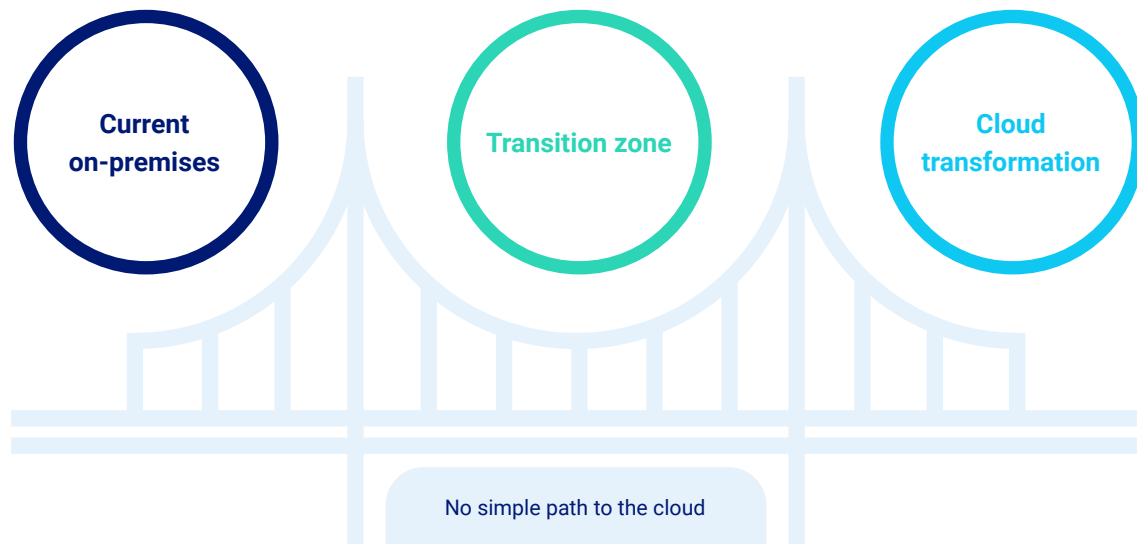 Current
on-premises
Transition zone
Cloud
transformation
No simple path to the cloud